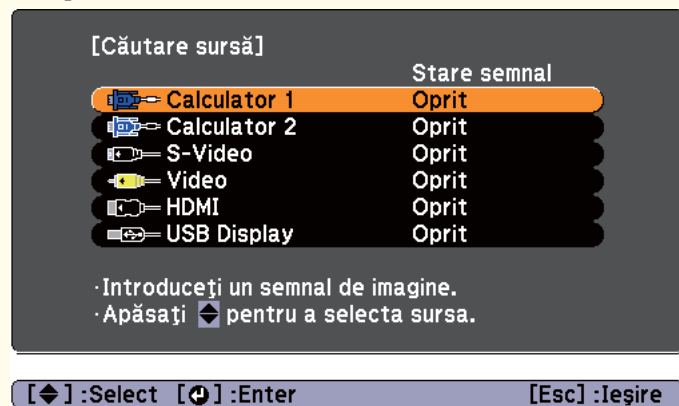 [Căutare sursă]
Stare semnal
Calculator 1 Oprit
Calculator 2 Oprit
S-Video Oprit
Video Oprit
HDMI Oprit
USB Display Oprit
·Introduceţi un semnal de imagine.
·Apăsaţi ◆ pentru a selecta sursa.
[◆] :Select [↵] :Enter [Esc] :Ieşire